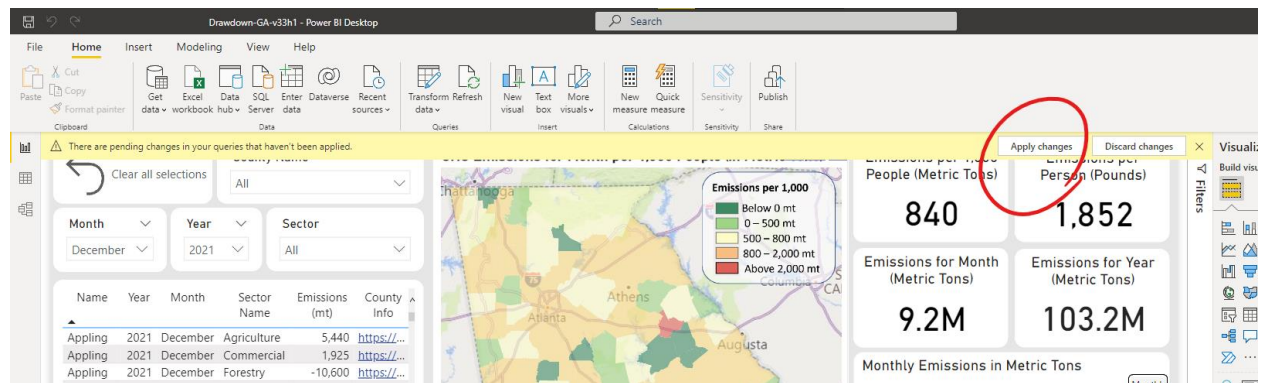 Drawdown-GA-v33h1 - Power BI Desktop
Search
File Home Insert Modeling View Help
Paste
Cut
Copy
Format painter
Get data
Excel workbook
Data hub
SQL Server
Enter data
Dataverse
Recent sources
Transform data
Refresh
New visual
Text box
More visuals
New measure
Quick measure
Sensitivity
Publish
Clipboard Data Queries Insert Calculations Sensitivity Share
There are pending changes in your queries that haven't been applied.
Apply changes
Discard changes
Clear all selections
All
Month Year Sector
December 2021 All
Name Year Month Sector Name Emissions (mt) County Info
Appling 2021 December Agriculture 5,440 https://...
Appling 2021 December Commercial 1,925 https://...
Appling 2021 December Forestry -10,600 https://...
Chattanooga
Atlanta
Athens
Augusta
Columbia
Emissions per 1,000
Below 0 mt
0 – 500 mt
500 – 800 mt
800 – 2,000 mt
Above 2,000 mt
People (Metric Tons)
840
Emissions per
Person (Pounds)
1,852
Emissions for Month
(Metric Tons)
9.2M
Emissions for Year
(Metric Tons)
103.2M
Monthly Emissions in Metric Tons
Filters
Build visu